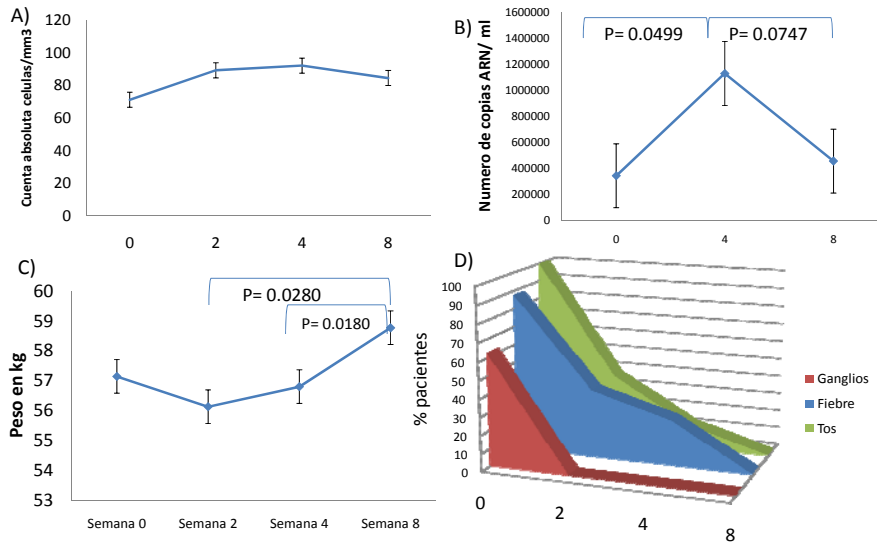 A)
Cuenta absoluta celulas/mm3
120
100
80
60
40
20
0
0 2 4 8
B)
Numero de copias ARN/ ml
1600000
1400000
1200000
1000000
800000
600000
400000
200000
0
P= 0.0499 P= 0.0747
0 4 8
C)
Peso en kg
60
59
58
57
56
55
54
53
P= 0.0280
P= 0.0180
Semana 0 Semana 2 Semana 4 Semana 8
D)
% pacientes
100
90
80
70
60
50
40
30
20
10
0
0 2 4 8
Ganglios
Fiebre
Tos